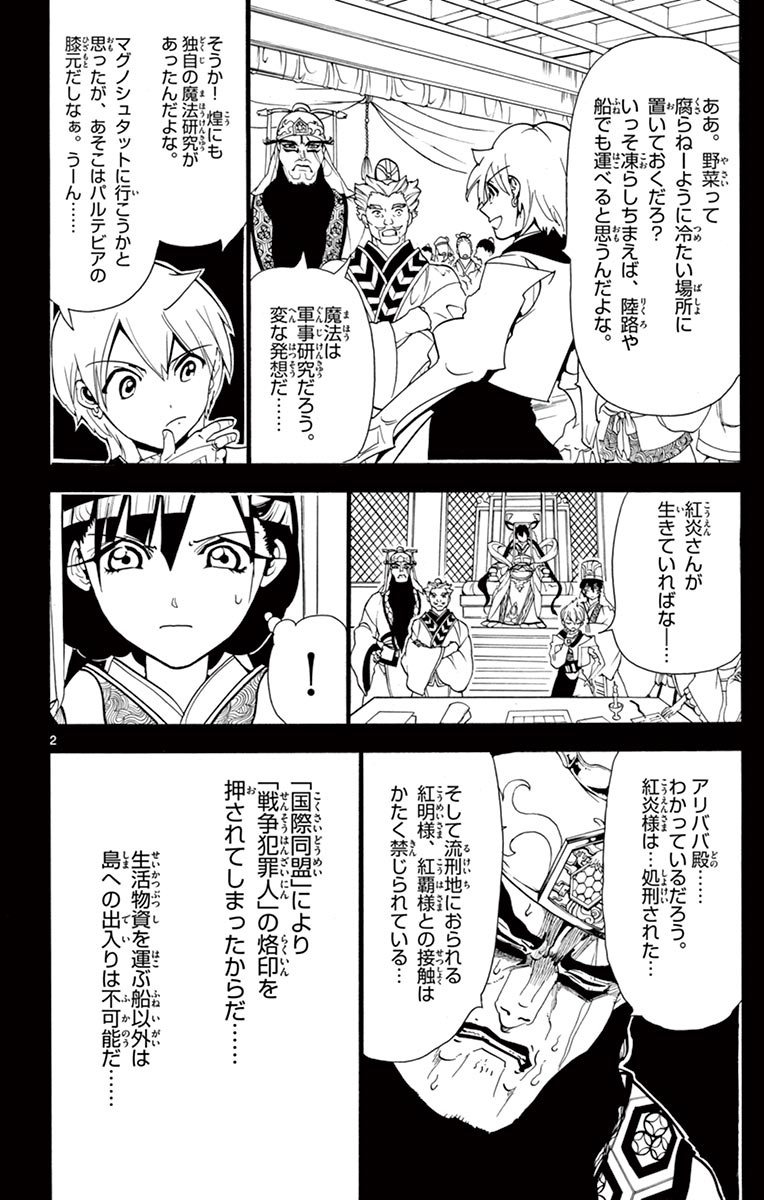 ああ。野菜って
腐らねーように冷たい場所に
置いておくだろ?
いっそ凍らしちまえば、陸路や
船でも運べると思うんだよな。
魔法は
軍事研究だろう。
変な発想だ……
そうか! 煌にも
独自の魔法研究が
あったんだよな。
マグノシュタットに行こうかと
思ったが、あそこはパルテビアの
膝元だしなぁ。うーん……
紅炎さんが
生きていればな―…
!
アリババ殿……
わかっているだろう。
紅炎様は…処刑された…
そして流刑地におられる
紅明様、紅覇様との接触は
かたく禁じられている…
「国際同盟」により
「戦争犯罪人」の烙印を
押されてしまったからだ……
生活物資を運ぶ船以外は
島への出入りは不可能だ……
2